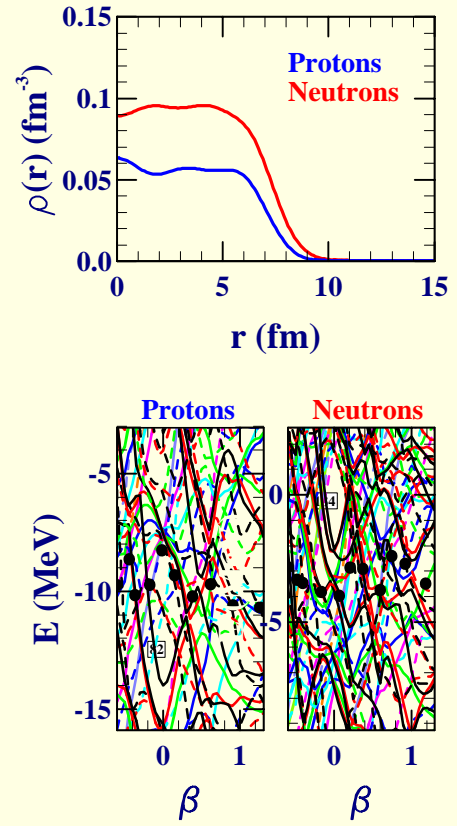 Protons
Neutrons
0.15
0.1
0.05
0.0
ρ(r) (fm⁻³)
0 5 10 15
r (fm)
Protons Neutrons
-5
-10
-15
E (MeV)
82
0
-5
0 1 0 1
β β